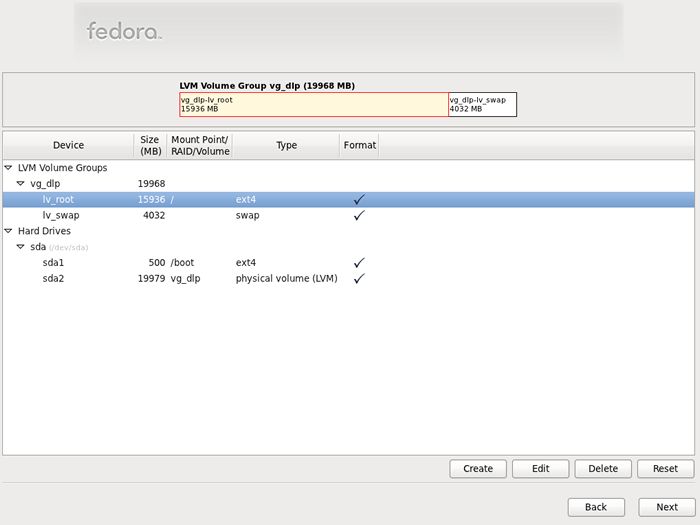 fedora
LVM Volume Group vg_dlp (19968 MB)
vg_dlp-lv_root vg_dlp-lv_swap
15936 MB 4032 MB
Device Size (MB) Mount Point/ RAID/Volume Type Format
LVM Volume Groups
vg_dlp 19968
lv_root 15936 / ext4
lv_swap 4032 swap
Hard Drives
sda (/dev/sda)
sda1 500 /boot ext4
sda2 19979 vg_dlp physical volume (LVM)
Create Edit Delete Reset
Back Next